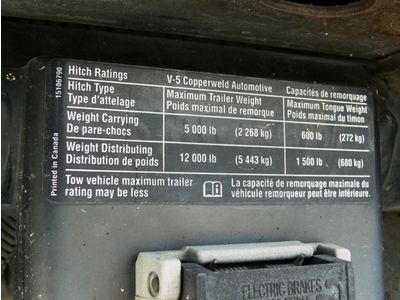 Hitch Ratings V-5 Copperweld Automotive Capacités de remorquage
Hitch Type Maximum Trailer Weight Maximum Tongue Weight
Type d'attelage Poids maximal de remorque Poids maximal du timon
Weight Carrying 5 000 lb (2 268 kg) 600 lb (272 kg)
De pare-chocs
Weight Distributing 12 000 lb (5 443 kg) 1 500 lb (680 kg)
Distribution de poids
Tow vehicle maximum trailer La capacité de remorquage maximale du
rating may be less véhicule remorqueur peut être inférieure.
15186790
Printed in Canada
ELECTRIC BRAKES